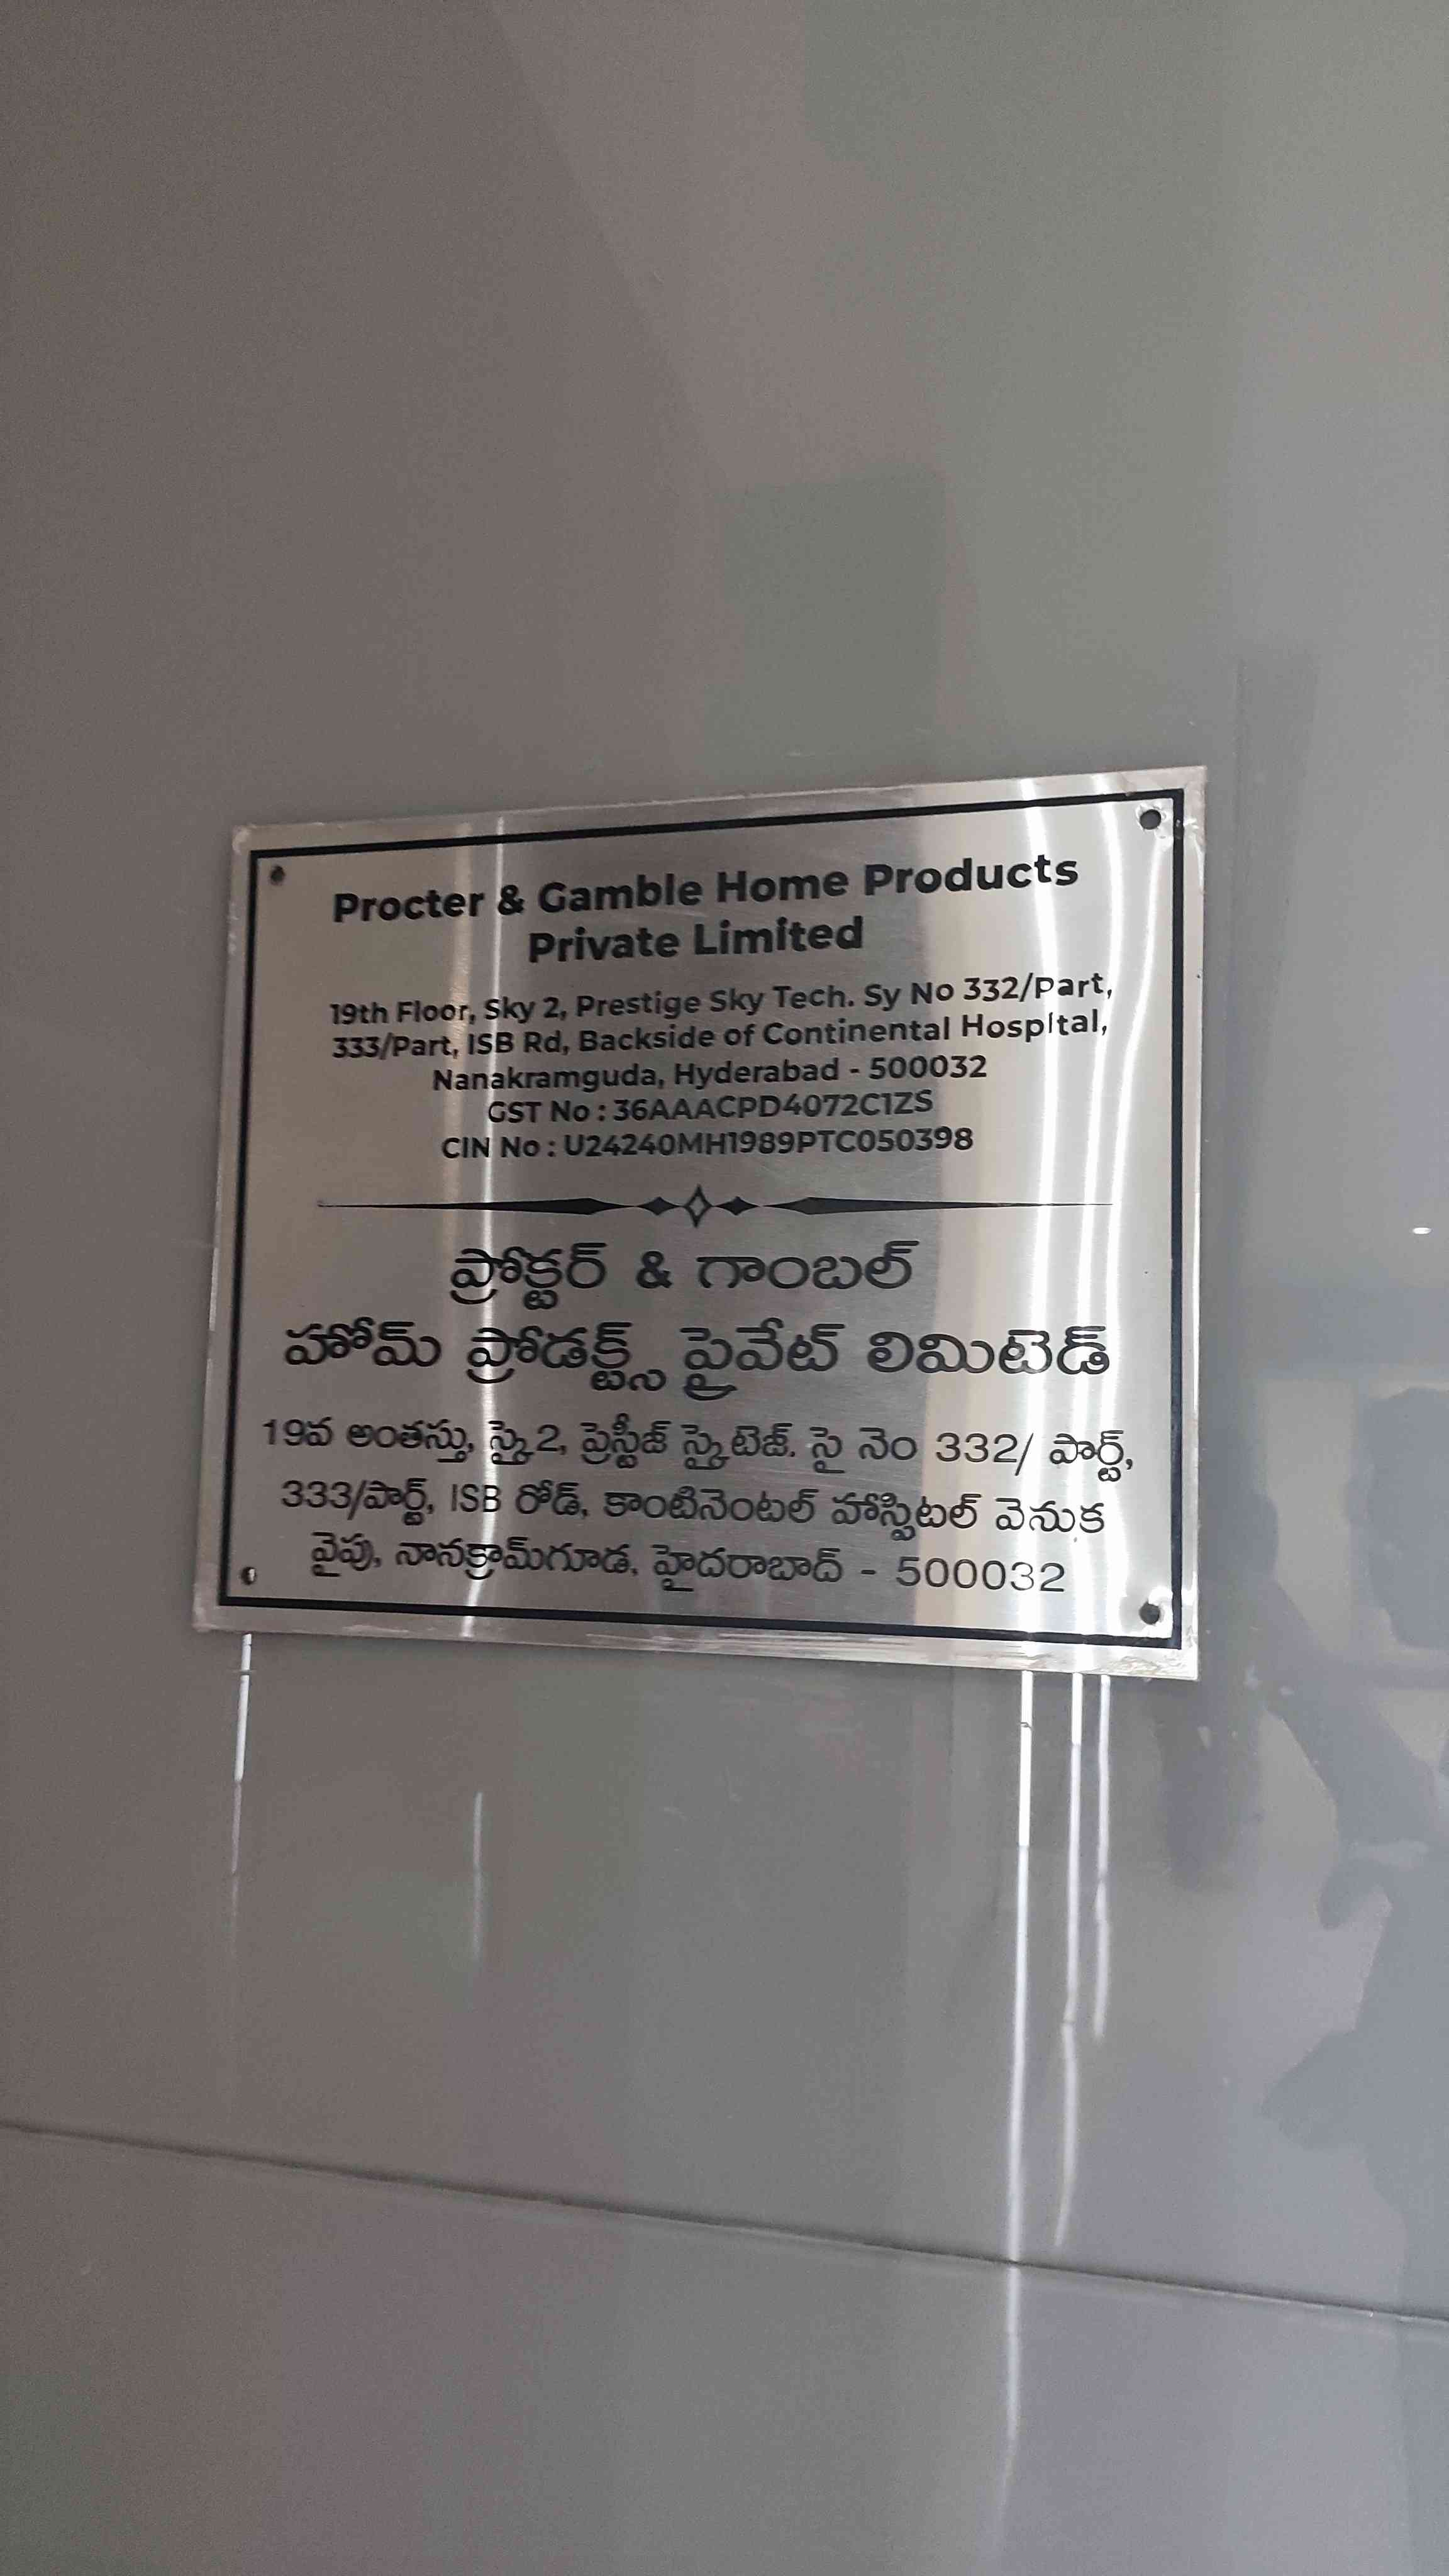 Procter & Gamble Home Products
Private Limited
19th Floor, Sky 2, Prestige Sky Tech. Sy No 332/Part,
333/Part, ISB Rd, Backside of Continental Hospital,
Nanakramguda, Hyderabad - 500032
GST No : 36AAACPD4072C1ZS
CIN No : U24240MH1989PTC050398
ప్రోక్టర్ & గాంబల్
హోమ్ ప్రోడక్ట్స్ ప్రైవేట్ లిమిటెడ్
19వ అంతస్తు, స్కై2, ప్రెస్టీజ్ స్కైటెజ్. సై నెం 332/ పార్ట్,
333/పార్ట్, ISB రోడ్, కాంటినెంటల్ హాస్పిటల్ వెనుక
వైపు, నానక్రామ్‌గూడ, హైదరాబాద్ - 500032